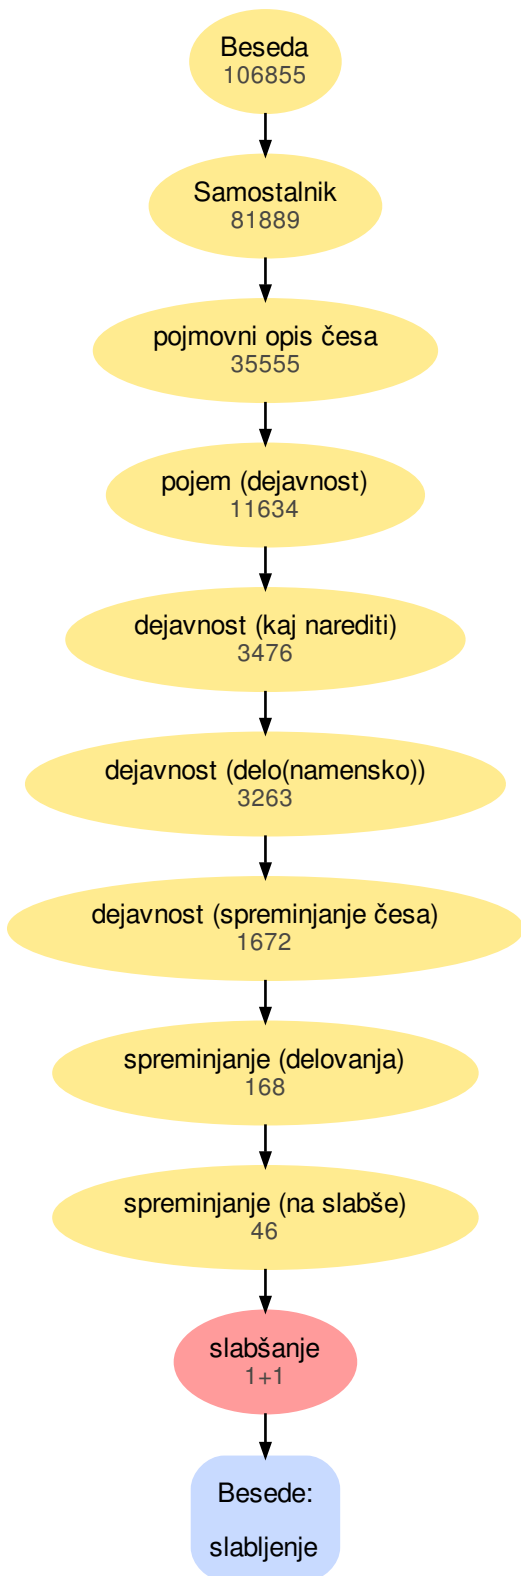 Beseda
106855
Samostalnik
81889
pojmovni opis česa
35555
pojem (dejavnost)
11634
dejavnost (kaj narediti)
3476
dejavnost (delo(namensko))
3263
dejavnost (spreminjanje česa)
1672
spreminjanje (delovanja)
168
spreminjanje (na slabše)
46
slabšanje
1+1
Besede:
slabljenje